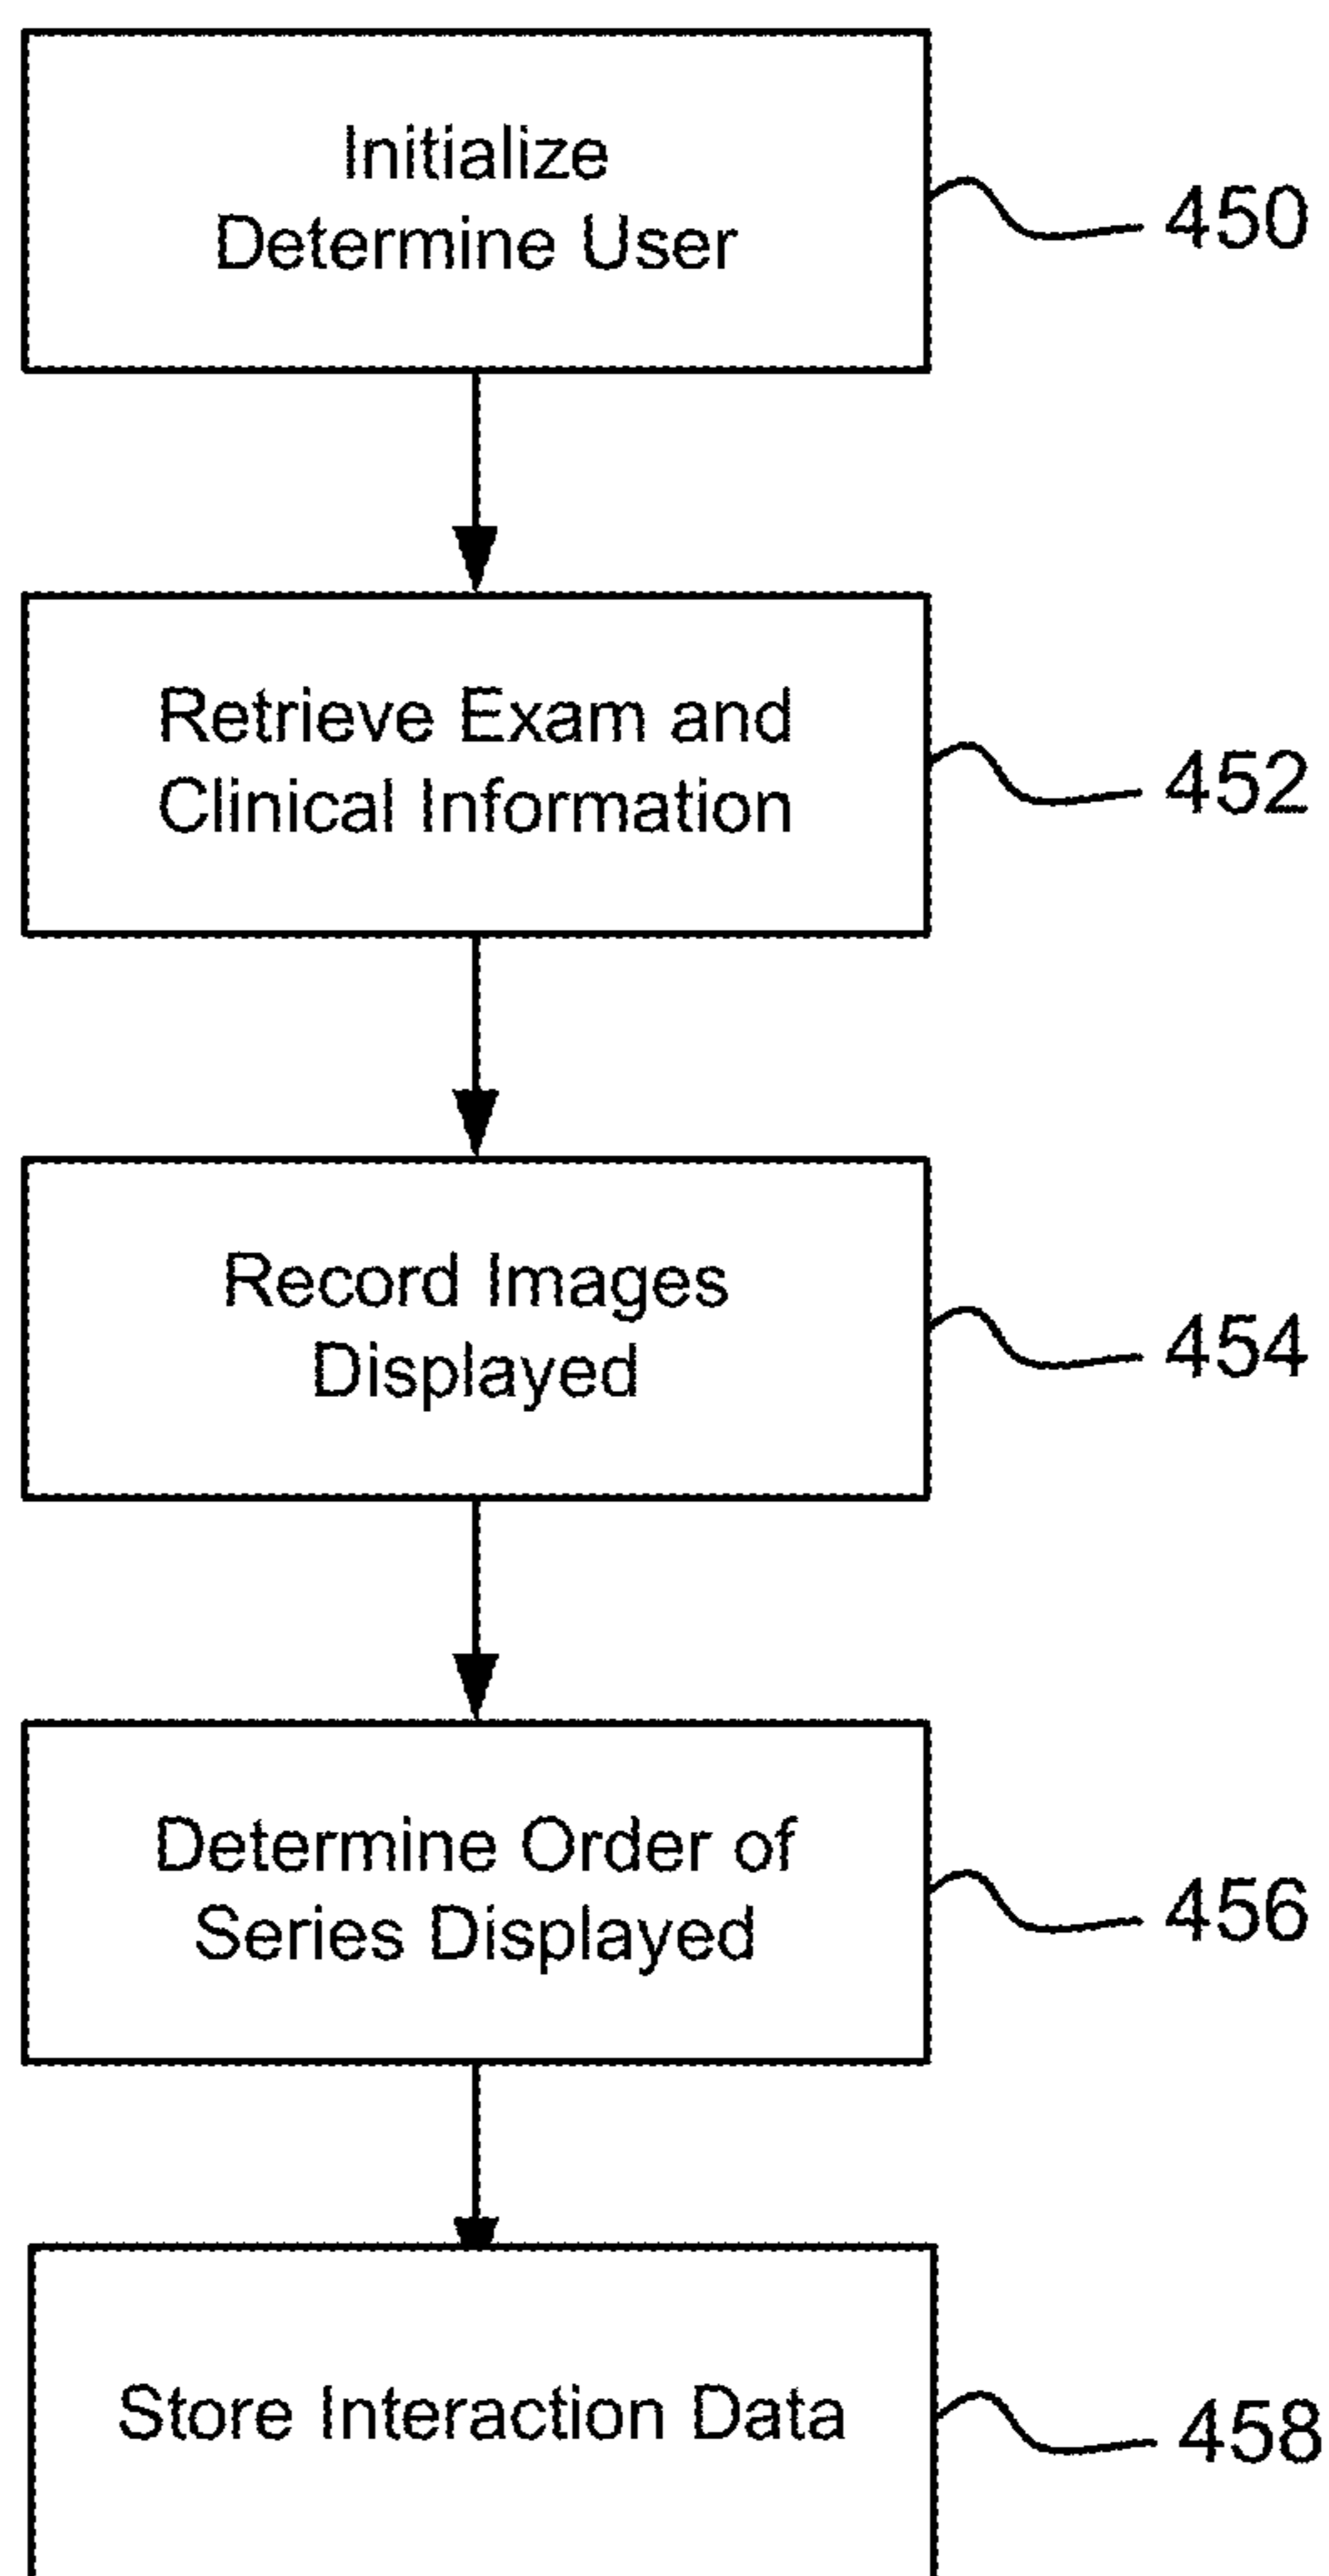 Initialize
Determine User
450
Retrieve Exam and
Clinical Information
452
Record Images
Displayed
454
Determine Order of
Series Displayed
456
Store Interaction Data
458